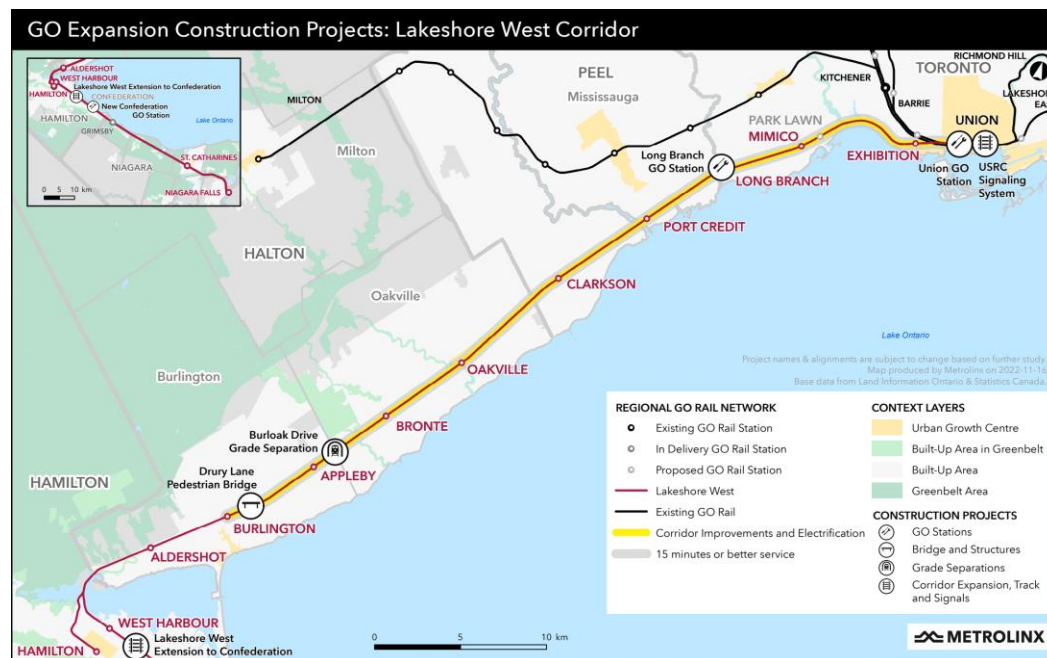 GO Expansion Construction Projects: Lakeshore West Corridor
ALDERSHOT
WEST HARBOUR
Lakeshore West Extension to Confederation
HAMILTON
CONFEDERATION
New Confederation
GO Station
HAMILTON
GRIMSBY
Lake Ontario
NIAGARA
ST. CATHARINES
NIAGARA FALLS
0 5 10 km
MILTON
Milton
PEEL
Mississauga
KITCHENER
RICHMOND HILL
TORONTO
BARRIE
LAKESHORE
EAST
PARK LAWN
MIMICO
UNION
EXHIBITION
Union GO
Station
USRC
Signaling
System
Long Branch
GO Station
LONG BRANCH
PORT CREDIT
HALTON
CLARKSON
Oakville
OAKVILLE
Lake Ontario
Project names & alignments are subject to change based on further study.
Map produced by Metrolinx on 2022-11-16
Base data from Land Information Ontario & Statistics Canada.
Burlington
BRONTE
Burloak Drive
Grade Separation
APPLEBY
Drury Lane
Pedestrian Bridge
HAMILTON
BURLINGTON
ALDERSHOT
WEST HARBOUR
Lakeshore West
Extension to Confederation
HAMILTON
0 5 10 km
REGIONAL GO RAIL NETWORK
Existing GO Rail Station
In Delivery GO Rail Station
Proposed GO Rail Station
Lakeshore West
Existing GO Rail
Corridor Improvements and Electrification
15 minutes or better service
CONTEXT LAYERS
Urban Growth Centre
Built-Up Area in Greenbelt
Built-Up Area
Greenbelt Area
CONSTRUCTION PROJECTS
GO Stations
Bridge and Structures
Grade Separations
Corridor Expansion, Track
and Signals
METROLINX